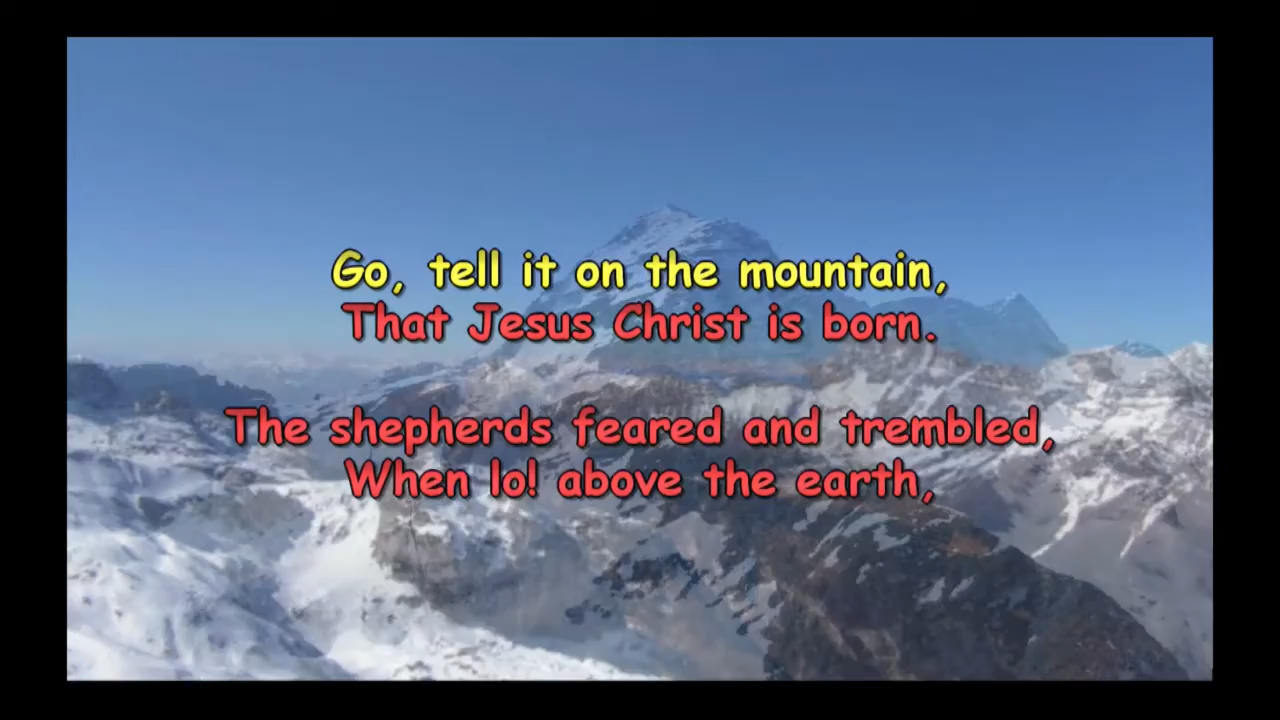 Go, tell it on the mountain,
That Jesus Christ is born.
The shepherds feared and trembled,
When lo! above the earth,